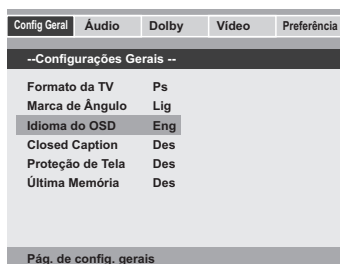 Config Geral Áudio Dolby Vídeo Preferência
--Configurações Gerais --
Formato da TV Ps
Marca de Ângulo Lig
Idioma do OSD Eng
Closed Caption Des
Proteção de Tela Des
Última Memória Des
Pág. de config. gerais